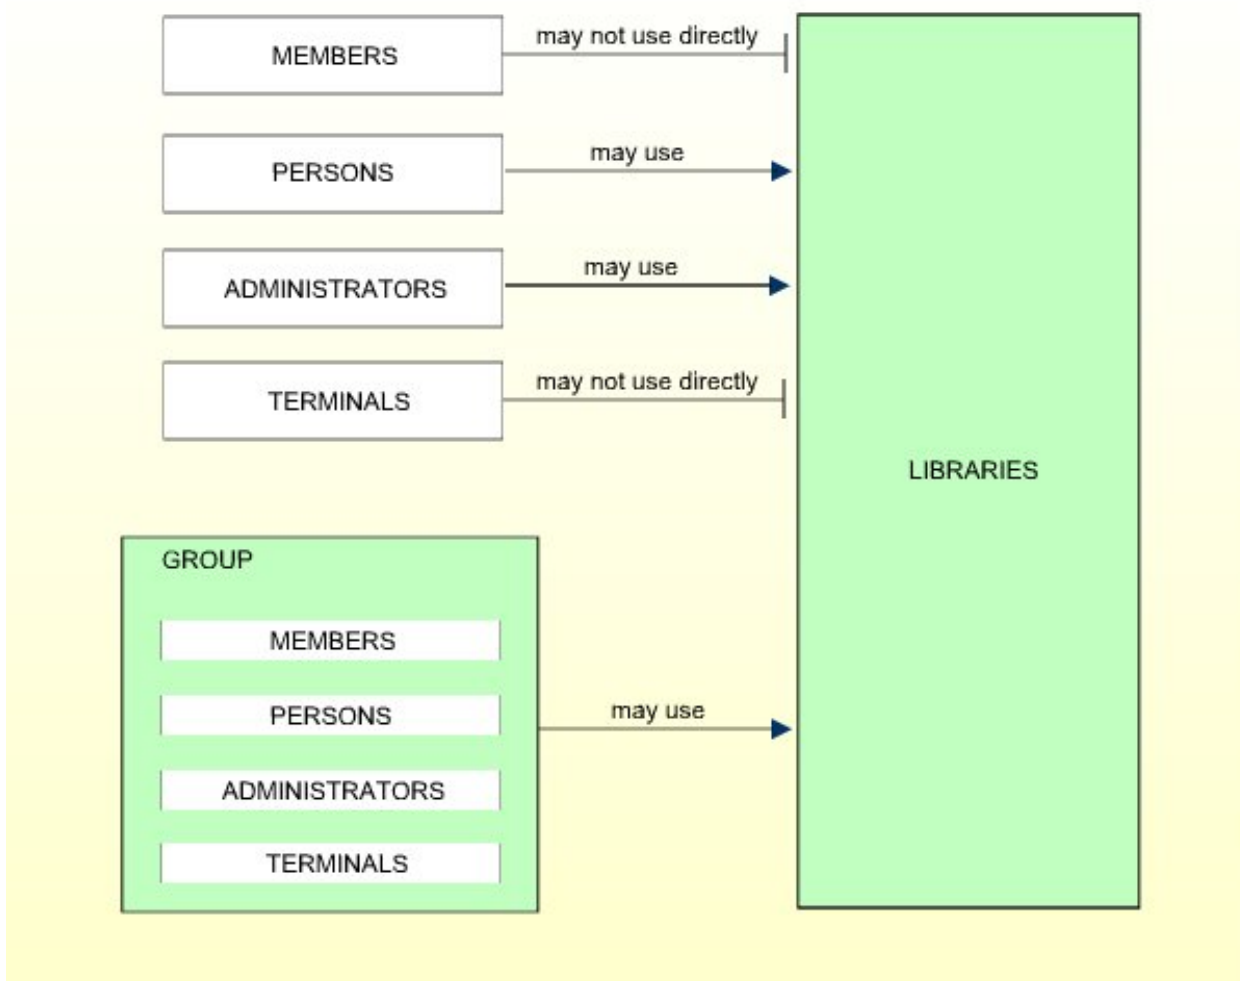 MEMBERS
may not use directly
PERSONS
may use
ADMINISTRATORS
may use
TERMINALS
may not use directly
LIBRARIES
GROUP
MEMBERS
PERSONS
may use
ADMINISTRATORS
TERMINALS